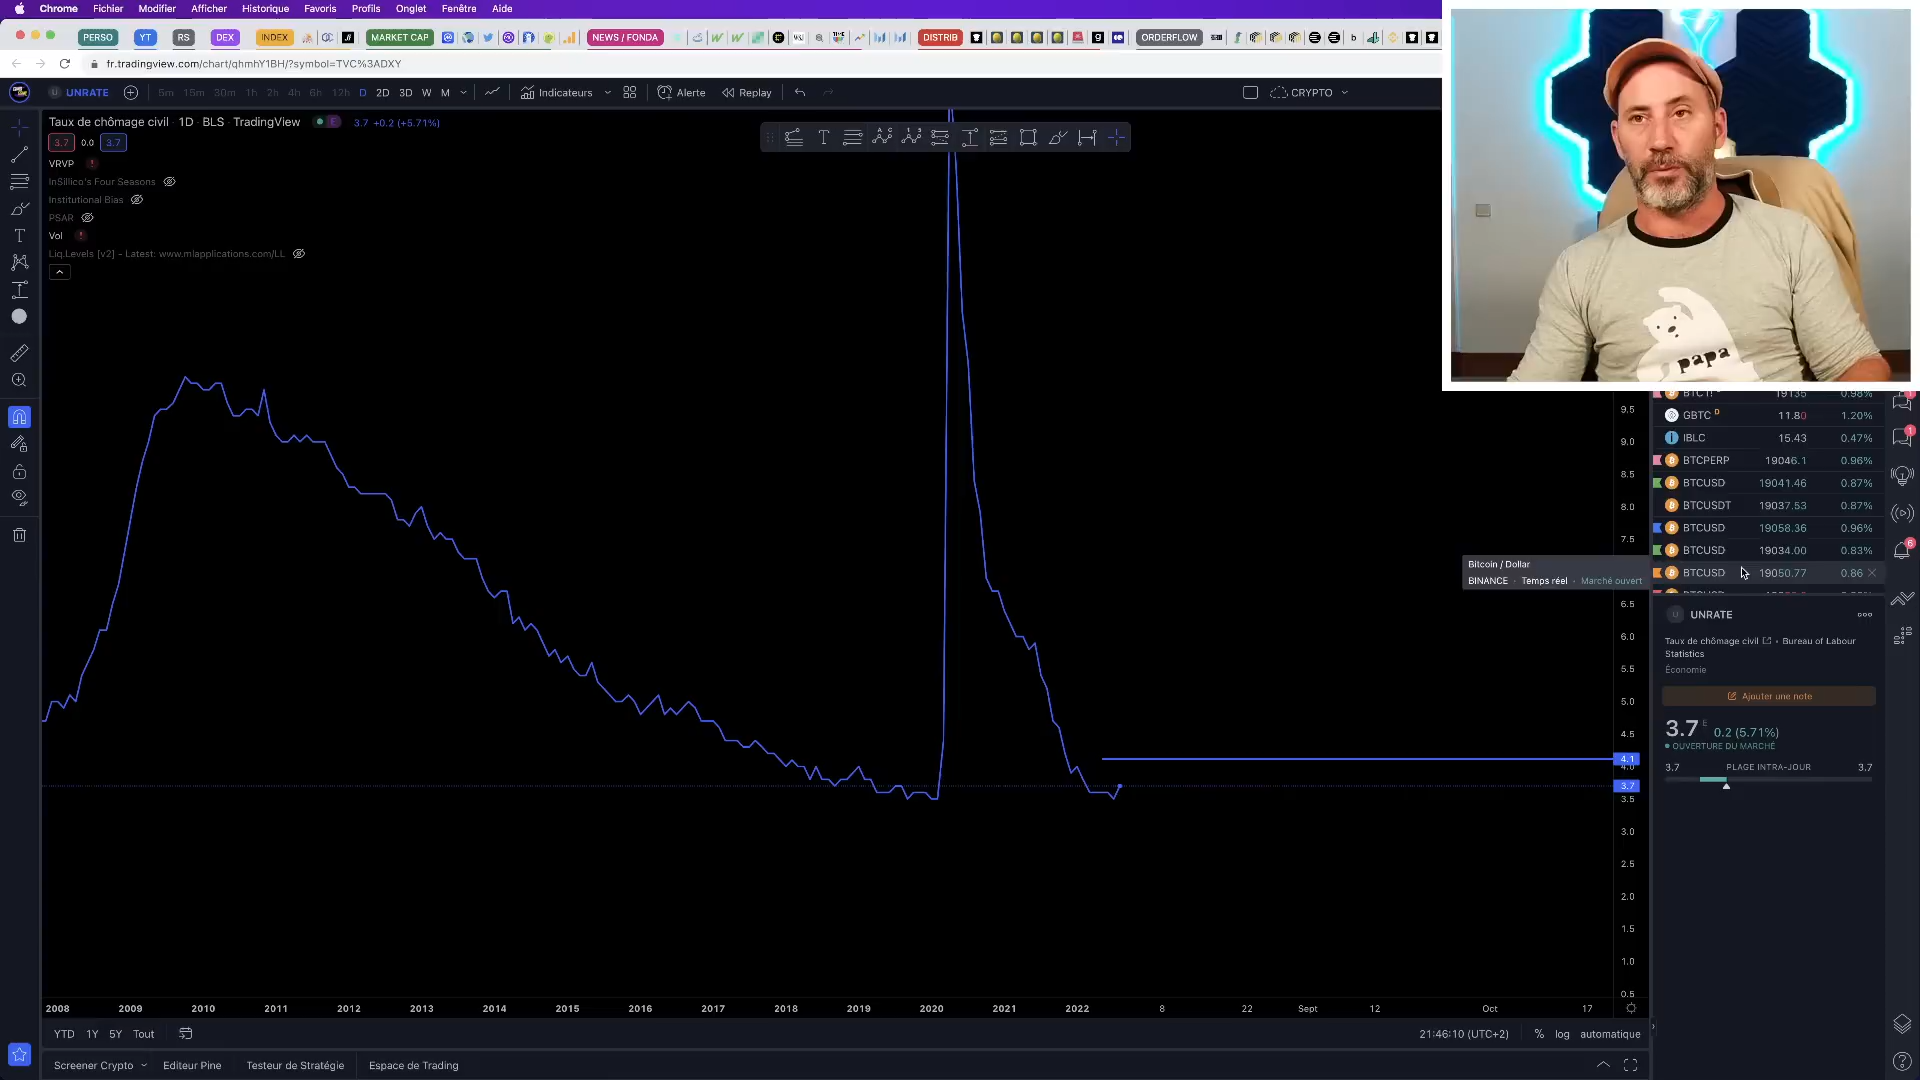 Chrome Fichier Modifier Afficher Historique Favoris Profils Onglet Fenêtre Aide
PERSO YT RS DEX INDEX MARKET CAP NEWS / FONDA DISTRIB ORDERFLOW
fr.tradingview.com/chart/qhmhY1BH/?symbol=TVC%3ADXY
UNRATE 5m 15m 30m 1h 2h 4h 6h 12h D 2D 3D W M Indicateurs Alerte Replay CRYPTO
Taux de chômage civil · 1D · BLS · TradingView E 3.7 +0.2 (+5.71%)
3.7 0.0 3.7
VRVP
InSillico's Four Seasons
Institutional Bias
PSAR
Vol
Liq.Levels [v2] - Latest: www.mlapplications.com/LL
papa
9.5
9.0
8.5
8.0
7.5
6.5
6.0
5.5
5.0
4.5
4.1
4.0
3.7
3.5
3.0
2.5
2.0
1.5
1.0
0.5
19135 0.98%
GBTC D 11.80 1.20%
IBLC 15.43 0.47%
BTCPERP 19046.1 0.96%
BTCUSD 19041.46 0.87%
BTCUSDT 19037.53 0.87%
BTCUSD 19058.36 0.96%
BTCUSD 19034.00 0.83%
BTCUSD 19050.77 0.86
Bitcoin / Dollar
BINANCE · Temps réel · Marché ouvert
UNRATE
Taux de chômage civil • Bureau of Labour
Statistics
Économie
Ajouter une note
3.7 E 0.2 (5.71%)
OUVERTURE DU MARCHÉ
3.7 PLAGE INTRA-JOUR 3.7
2008 2009 2010 2011 2012 2013 2014 2015 2016 2017 2018 2019 2020 2021 2022 8 22 Sept 12 Oct 17
YTD 1Y 5Y Tout 21:46:10 (UTC+2) % log automatique
Screener Crypto Editeur Pine Testeur de Stratégie Espace de Trading